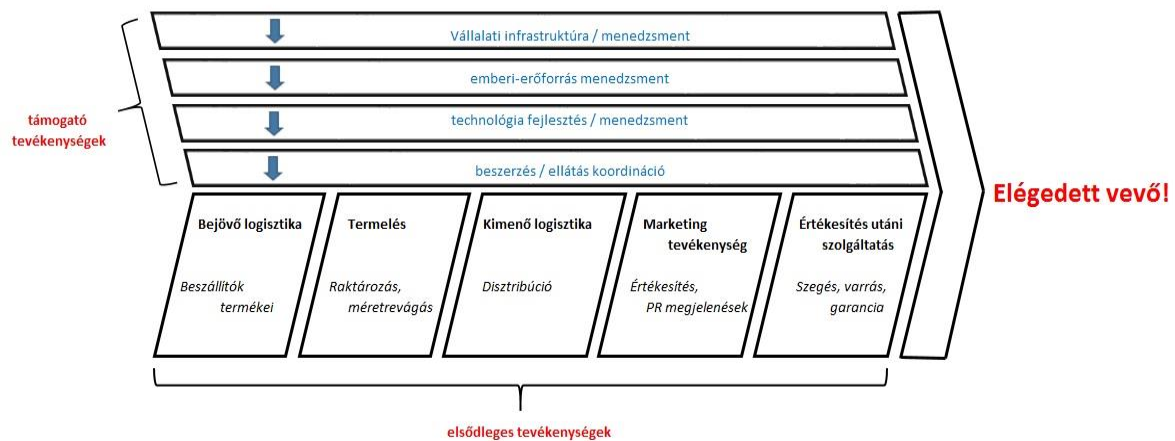 Vállalati infrastruktúra / menedzsment
emberi-erőforrás menedzsment
technológia fejlesztés / menedzsment
beszerzés / ellátás koordináció
támogató
tevékenységek
Elégedett vevő!
Bejövő logisztika
Beszállítók
termékei
Termelés
Raktározás,
méretrevágás
Kimenő logisztika
Disztribúció
Marketing
tevékenység
Értékesítés,
PR megjelenések
Értékesítés utáni
szolgáltatás
Szegés, varrás,
garancia
elsődleges tevékenységek